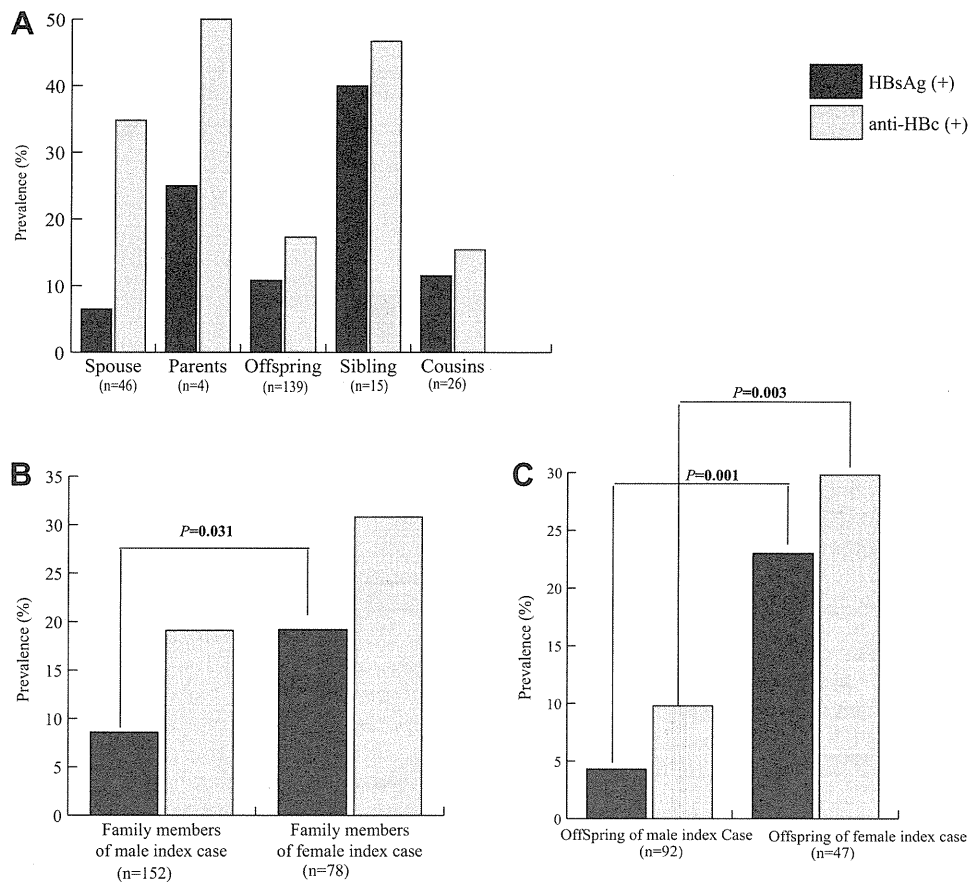 A
50
40
30
20
10
0
Prevalence (%)
Spouse Parents Offspring Sibling Cousins
(n=46) (n=4) (n=139) (n=15) (n=26)
HBsAg (+)
anti-HBc (+)
B
35
30
25
20
15
10
5
0
Prevalence (%)
P=0.031
Family members of male index case (n=152)
Family members of female index case (n=78)
C
P=0.003
P=0.001
30
20
10
5
0
Prevalence (%)
OffSpring of male index Case (n=92)
Offspring of female index case (n=47)